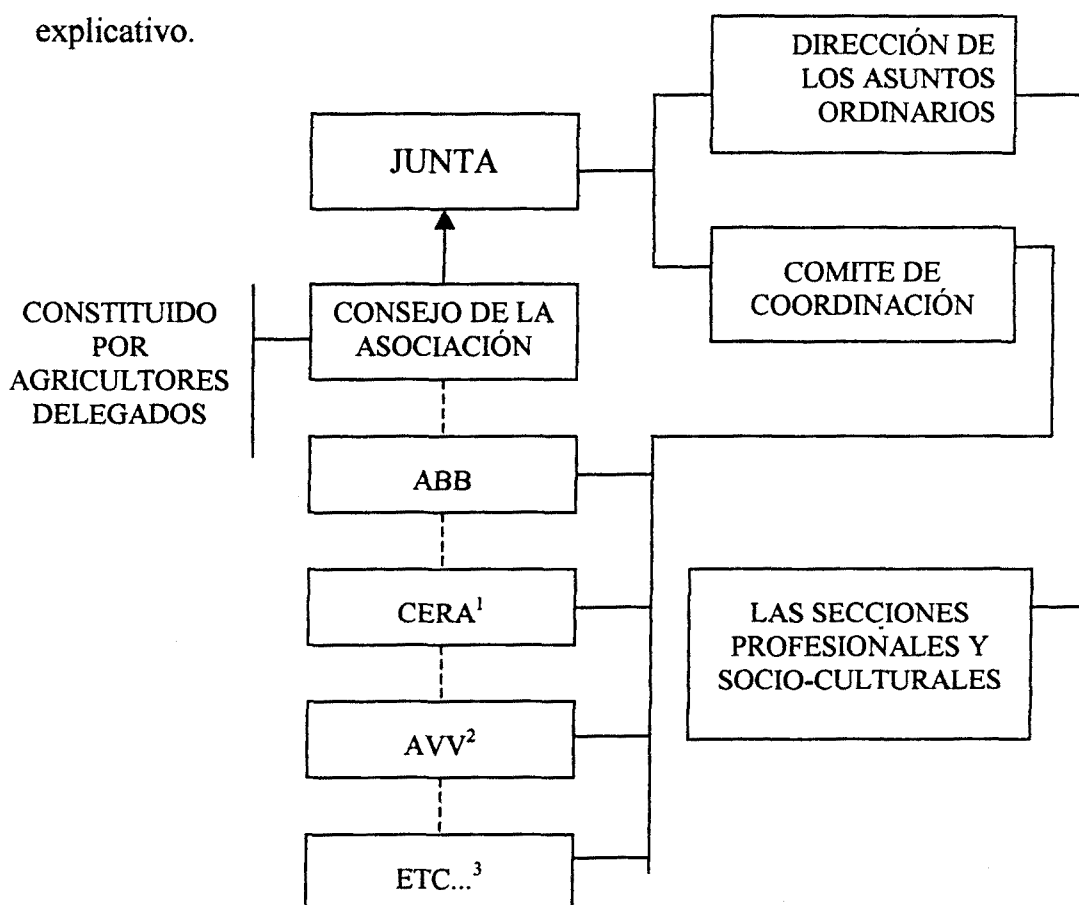 explicativo.
DIRECCIÓN DE
LOS ASUNTOS
ORDINARIOS
JUNTA
COMITE DE
COORDINACIÓN
CONSTITUIDO
POR
AGRICULTORES
DELEGADOS
CONSEJO DE LA
ASOCIACIÓN
ABB
CERA¹
LAS SECCIONES
PROFESIONALES Y
SOCIO-CULTURALES
AVV²
ETC...³